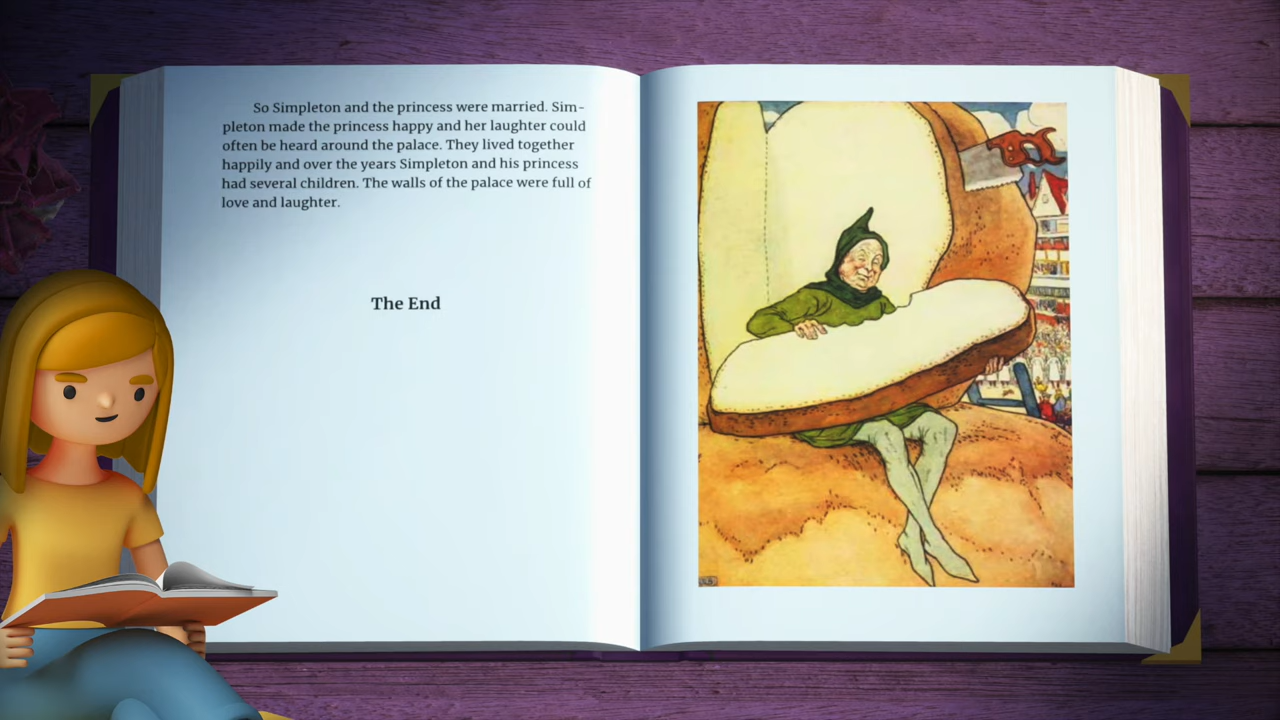 So Simpleton and the princess were married. Sim-
pleton made the princess happy and her laughter could
often be heard around the palace. They lived together
happily and over the years Simpleton and his princess
had several children. The walls of the palace were full of
love and laughter.
The End